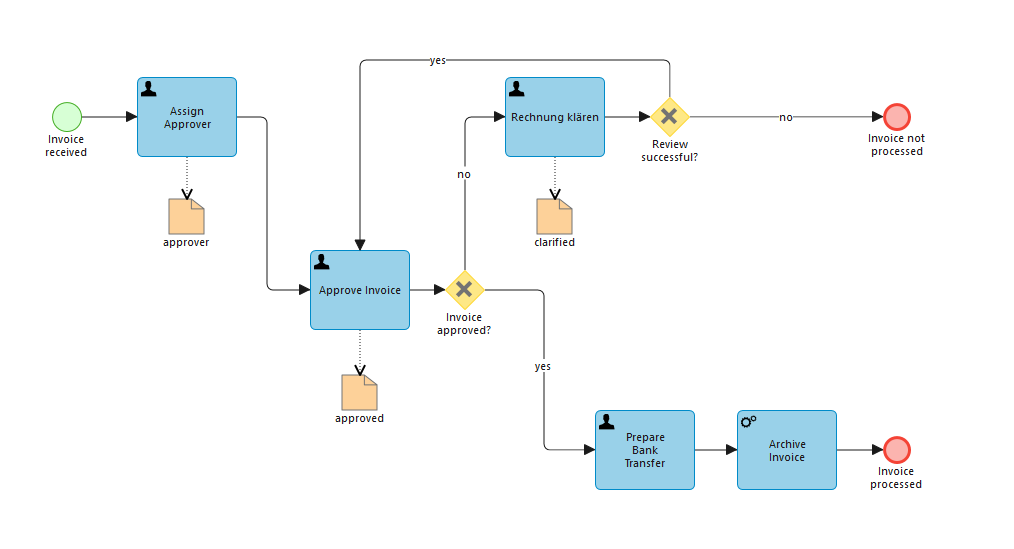 yes
Assign
Approver
Rechnung klären
no
Invoice
received
Review
successful?
Invoice not
processed
no
approver
clarified
Approve Invoice
Invoice
approved?
yes
approved
Prepare
Bank
Transfer
Archive
Invoice
Invoice
processed